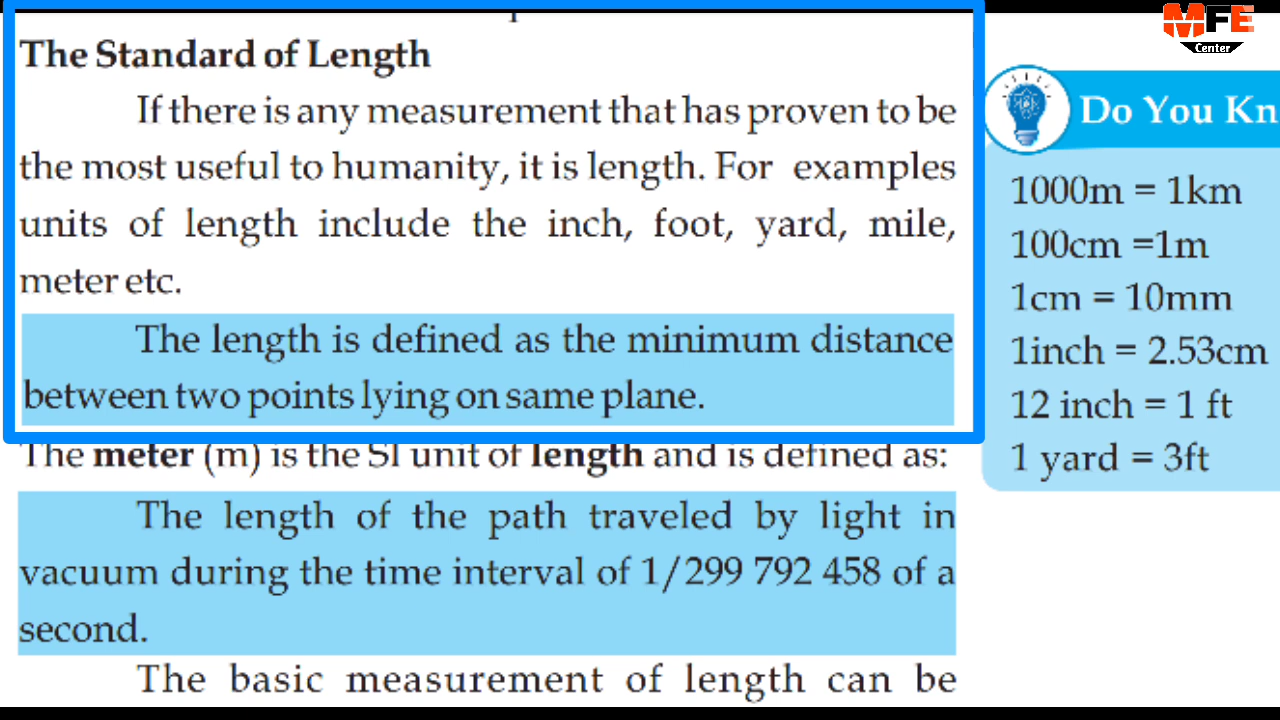 The Standard of Length
If there is any measurement that has proven to be
the most useful to humanity, it is length. For examples
units of length include the inch, foot, yard, mile,
meter etc.
The length is defined as the minimum distance
between two points lying on same plane.
The meter (m) is the SI unit of length and is defined as:
The length of the path traveled by light in
vacuum during the time interval of 1/299 792 458 of a
second.
The basic measurement of length can be
MFE
Center
Do You Kn
1000m = 1km
100cm =1m
1cm = 10mm
1inch = 2.53cm
12 inch = 1 ft
1 yard = 3ft